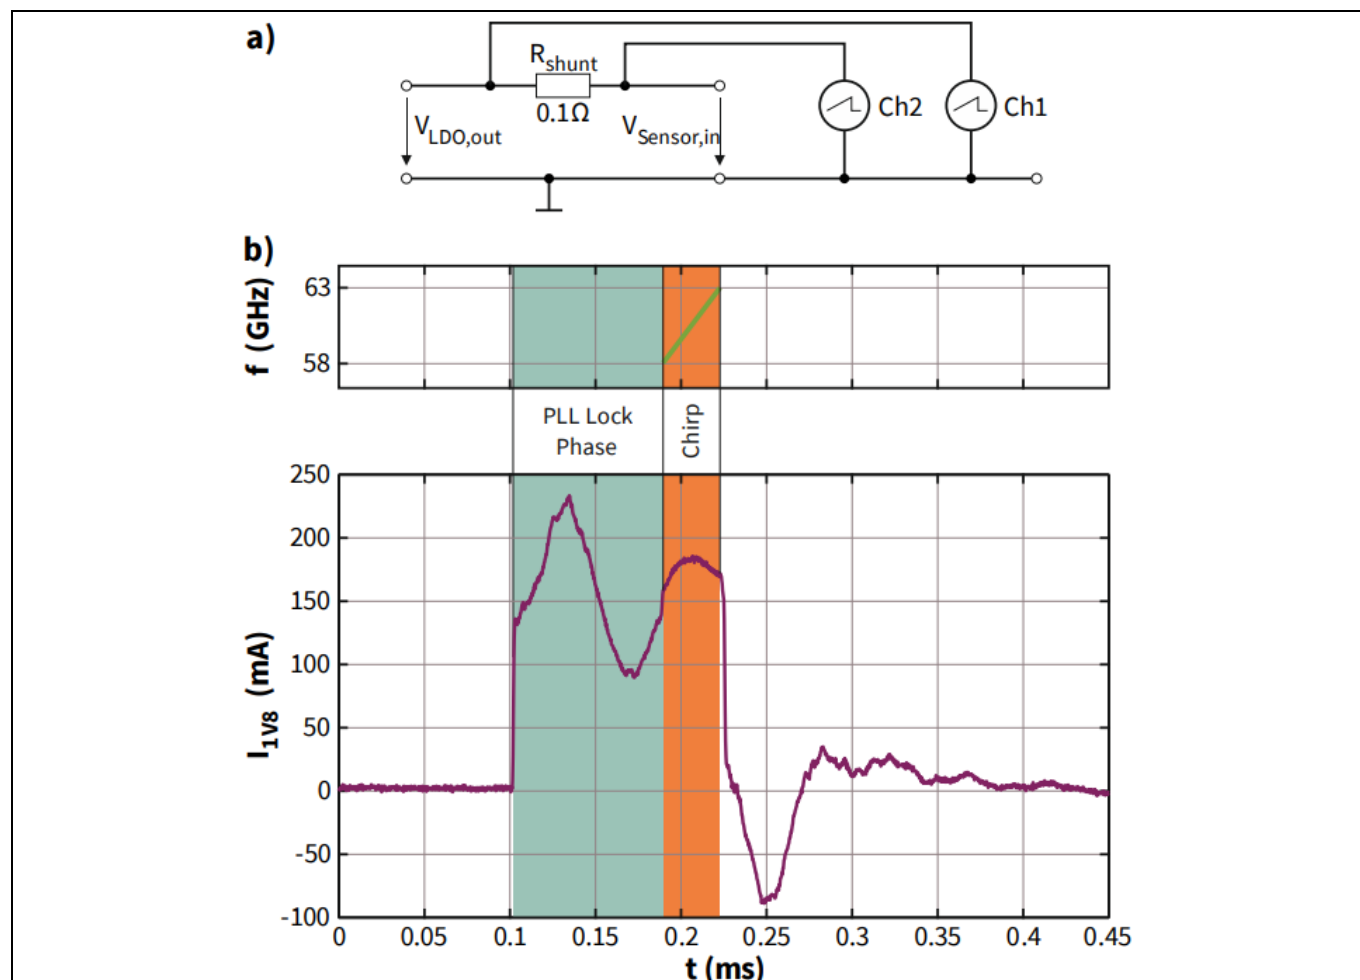 a)
R_shunt
0.1Ω
V_LDO,out
V_Sensor,in
Ch2
Ch1
b)
f (GHz)
63
58
PLL Lock
Phase
Chirp
I_1V8 (mA)
250
200
150
100
50
0
-50
-100
0 0.05 0.1 0.15 0.2 0.25 0.3 0.35 0.4 0.45
t (ms)